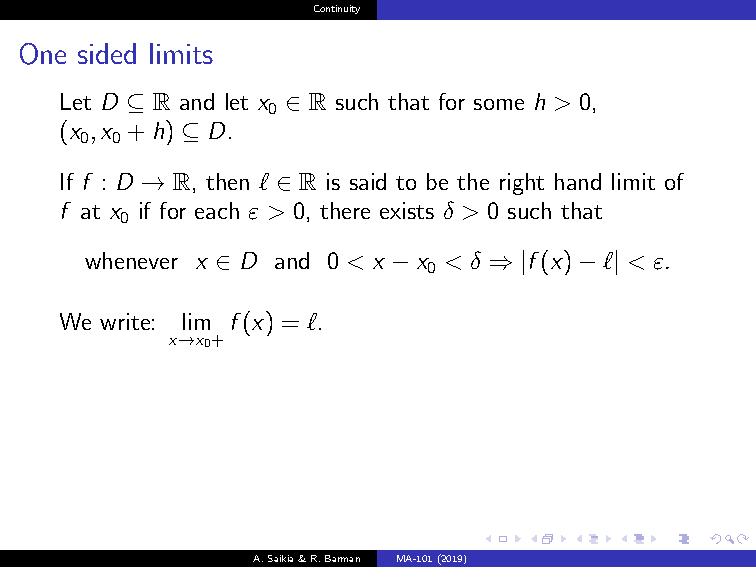 Continuity
One sided limits
Let D ⊆ ℝ and let x₀ ∈ ℝ such that for some h > 0,
(x₀, x₀ + h) ⊆ D.
If f : D → ℝ, then ℓ ∈ ℝ is said to be the right hand limit of
f at x₀ if for each ε > 0, there exists δ > 0 such that
whenever x ∈ D and 0 < x − x₀ < δ ⇒ |f(x) − ℓ| < ε.
We write: lim f(x) = ℓ.
x→x₀+
A. Saikia & R. Barman MA-101 (2019)